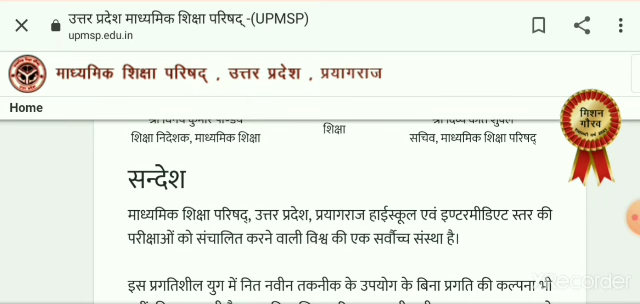 उत्तर प्रदेश माध्यमिक शिक्षा परिषद् -(UPMSP)
upmsp.edu.in
माध्यमिक शिक्षा परिषद् , उत्तर प्रदेश , प्रयागराज
Home
मिशन
गौरव
शिक्षा निदेशक, माध्यमिक शिक्षा
शिक्षा
सचिव, माध्यमिक शिक्षा परिषद्
सन्देश
माध्यमिक शिक्षा परिषद्, उत्तर प्रदेश, प्रयागराज हाईस्कूल एवं इण्टरमीडिएट स्तर की
परीक्षाओं को संचालित करने वाली विश्व की एक सर्वोच्च संस्था है।
इस प्रगतिशील युग में नित नवीन तकनीक के उपयोग के बिना प्रगति की कल्पना भी